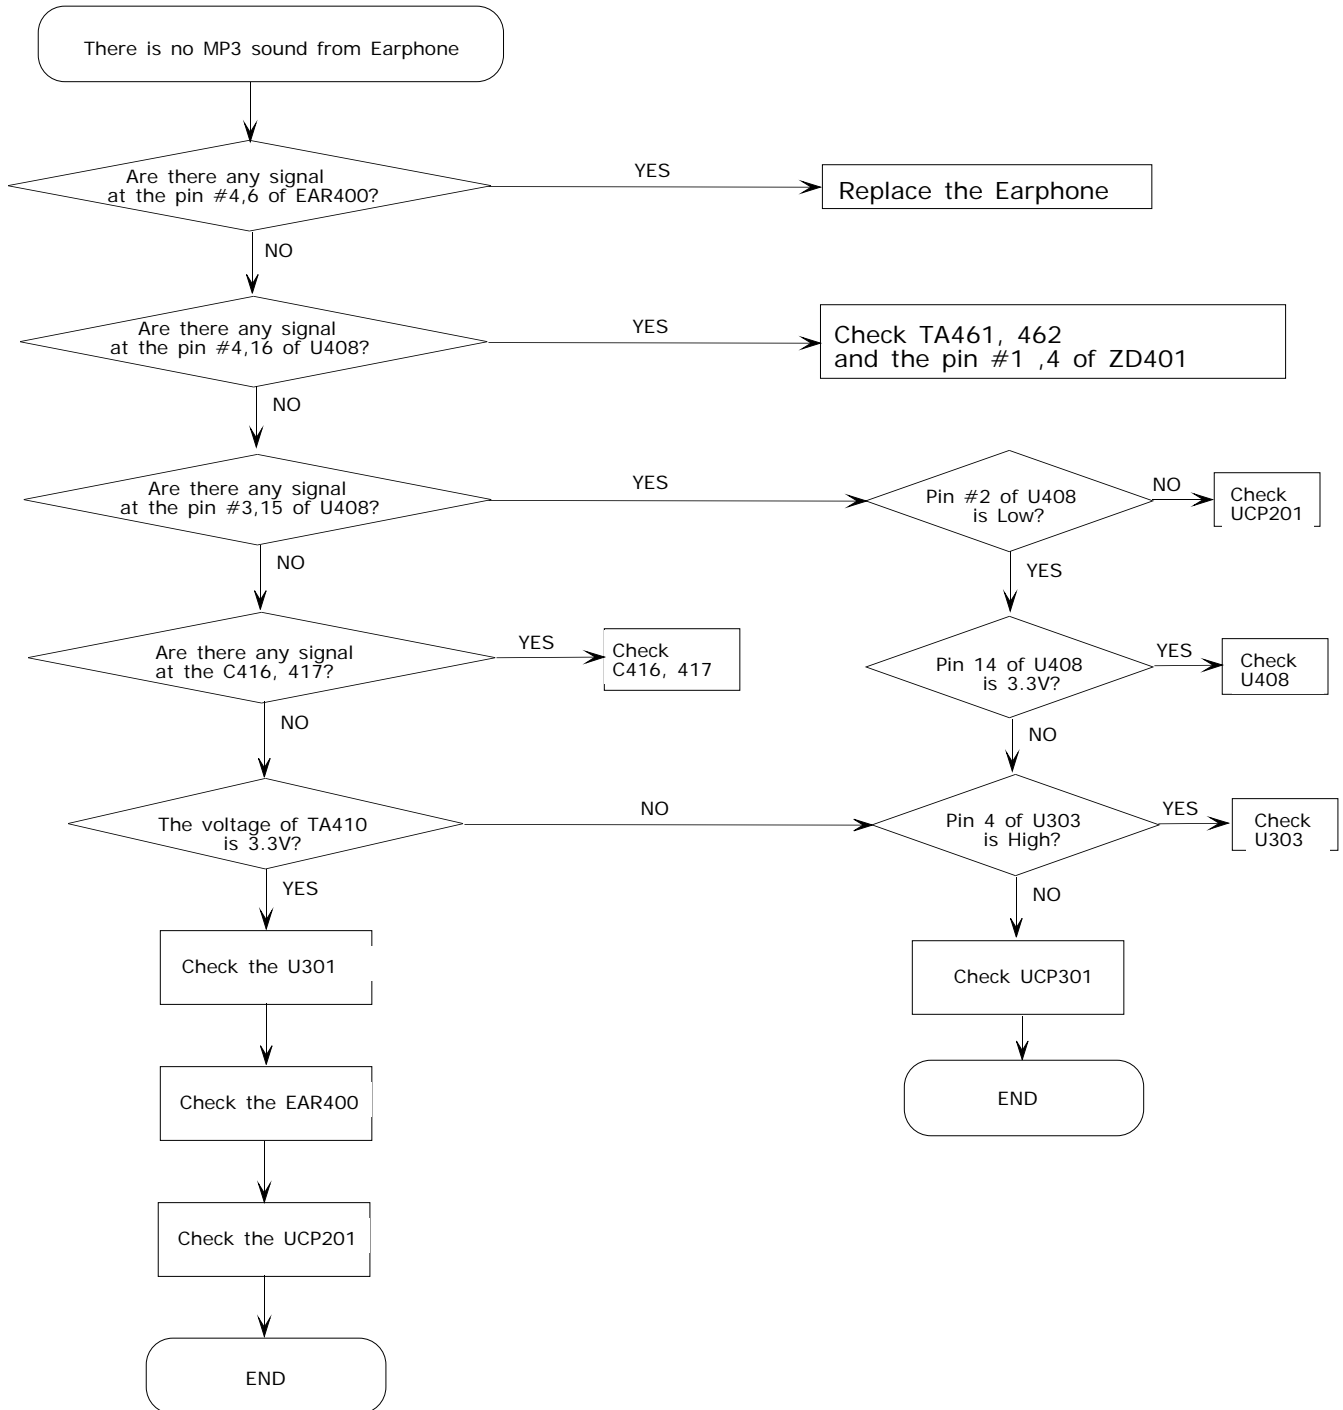 There is no MP3 sound from Earphone
Are there any signal
at the pin #4,6 of EAR400?
YES
Replace the Earphone
NO
Are there any signal
at the pin #4,16 of U408?
YES
Check TA461, 462
and the pin #1 ,4 of ZD401
NO
Are there any signal
at the pin #3,15 of U408?
YES
Pin #2 of U408
is Low?
NO
Check
UCP201
NO
YES
Are there any signal
at the C416, 417?
YES
Check
C416, 417
Pin 14 of U408
is 3.3V?
YES
Check
U408
NO
NO
The voltage of TA410
is 3.3V?
NO
Pin 4 of U303
is High?
YES
Check
U303
YES
NO
Check the U301
Check UCP301
Check the EAR400
END
Check the UCP201
END